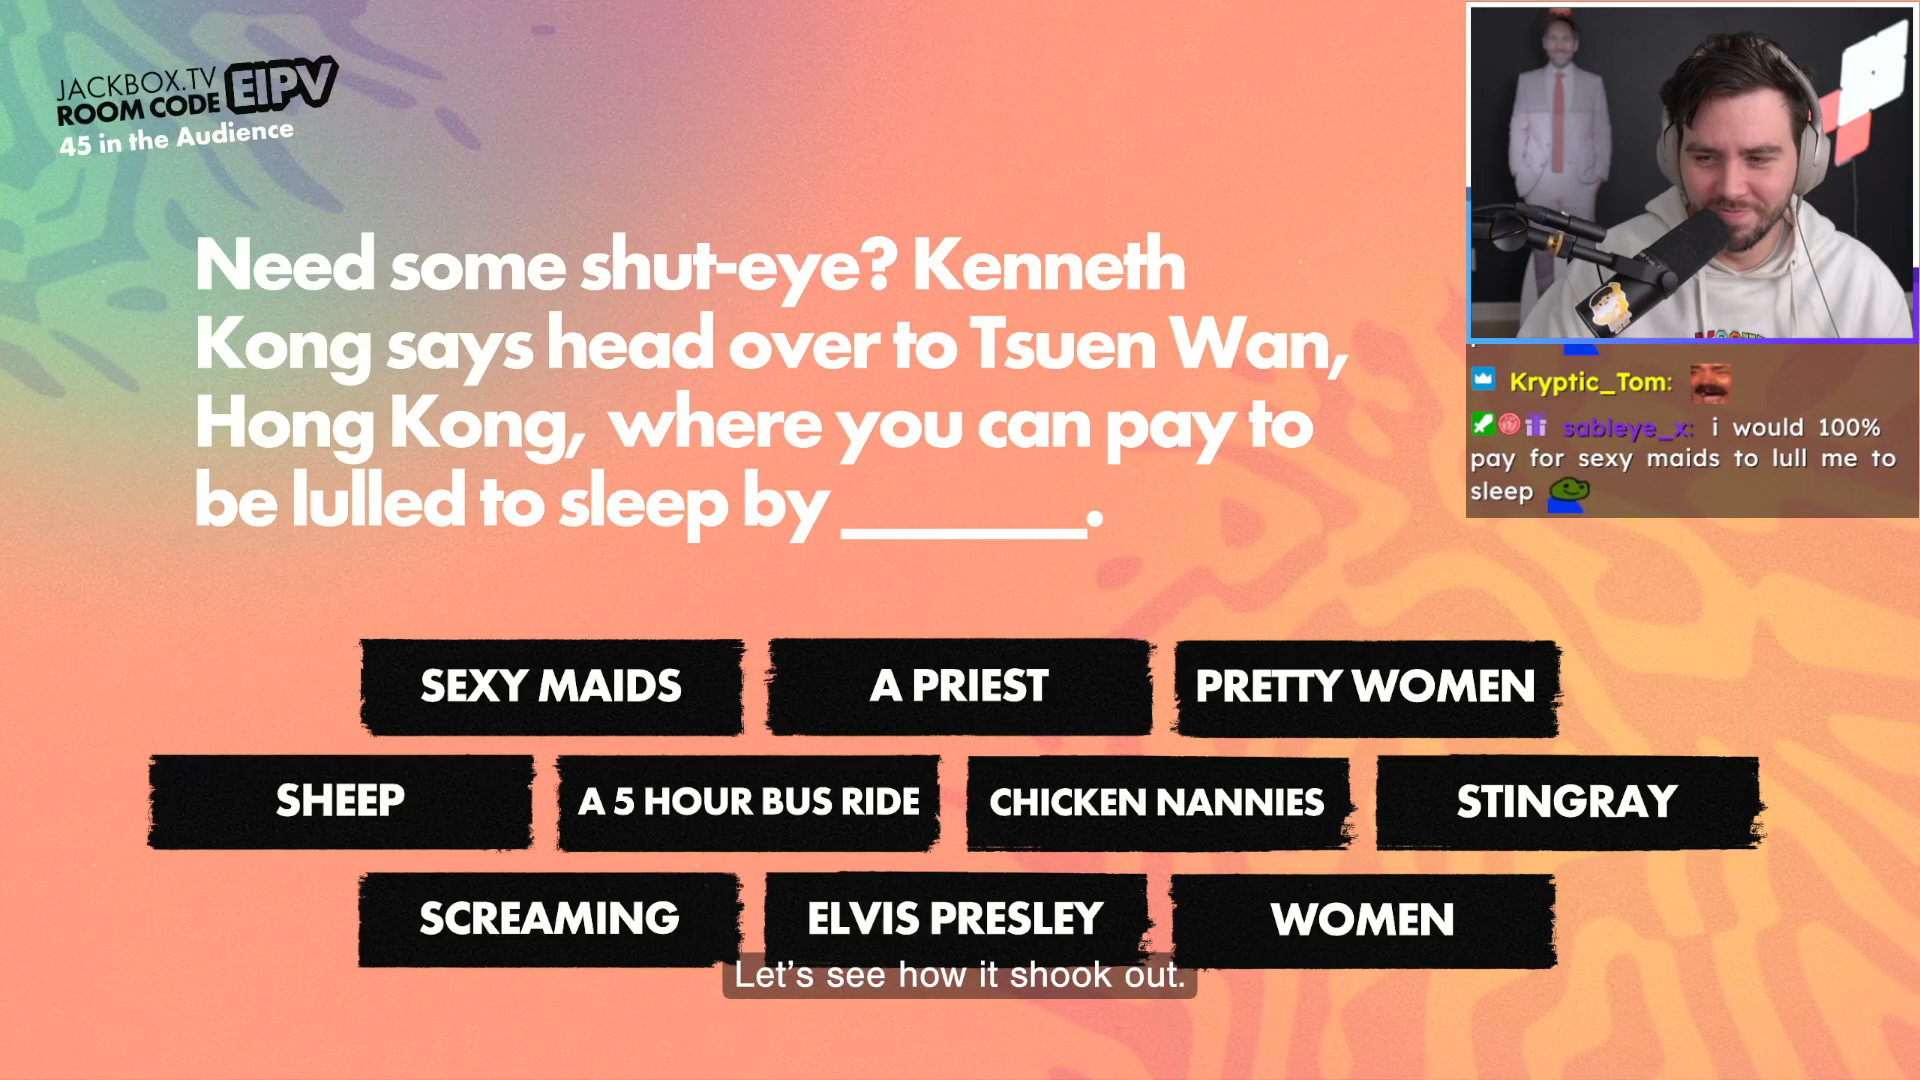 JACKBOX.TV
ROOM CODE EIPV
45 in the Audience
Need some shut-eye? Kenneth
Kong says head over to Tsuen Wan,
Hong Kong, where you can pay to
be lulled to sleep by ________.
Kryptic_Tom:
sableye_x: i would 100%
pay for sexy maids to lull me to
sleep
SEXY MAIDS
A PRIEST
PRETTY WOMEN
SHEEP
A 5 HOUR BUS RIDE
CHICKEN NANNIES
STINGRAY
SCREAMING
ELVIS PRESLEY
WOMEN
Let's see how it shook out.